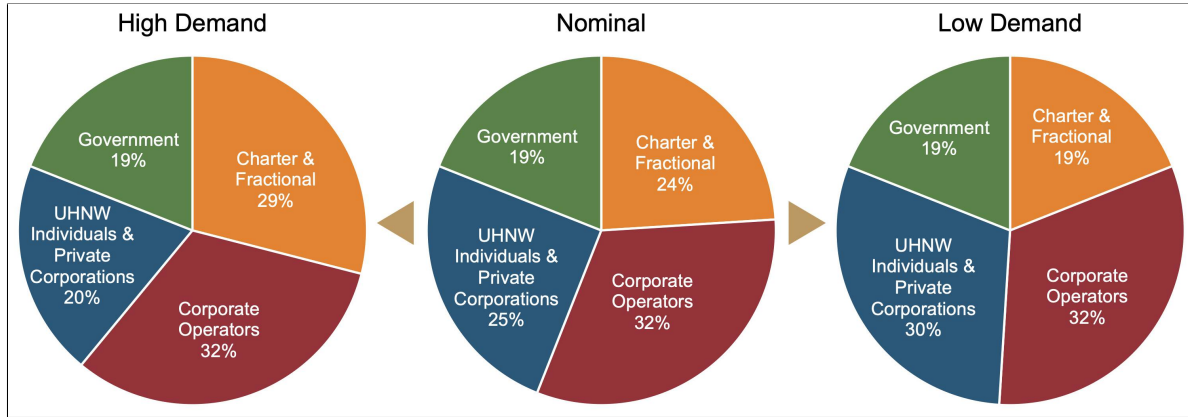 High Demand
Government
19%
Charter &
Fractional
29%
UHNW
Individuals &
Private
Corporations
20%
Corporate
Operators
32%
Nominal
Government
19%
Charter &
Fractional
24%
UHNW
Individuals &
Private
Corporations
25%
Corporate
Operators
32%
Low Demand
Government
19%
Charter &
Fractional
19%
UHNW
Individuals &
Private
Corporations
30%
Corporate
Operators
32%